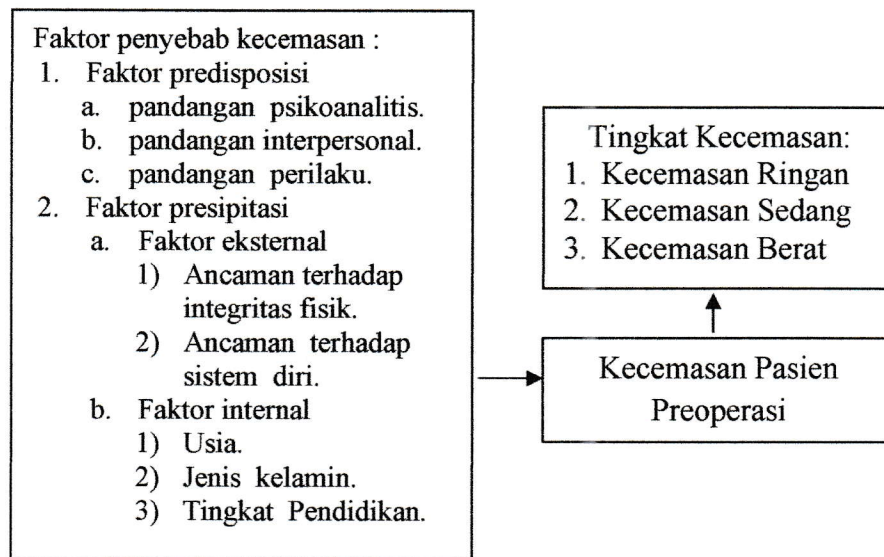 Faktor penyebab kecemasan :
1. Faktor predisposisi
a. pandangan psikoanalitis.
b. pandangan interpersonal.
c. pandangan perilaku.
2. Faktor presipitasi
a. Faktor eksternal
1) Ancaman terhadap
integritas fisik.
2) Ancaman terhadap
sistem diri.
b. Faktor internal
1) Usia.
2) Jenis kelamin.
3) Tingkat Pendidikan.
Tingkat Kecemasan:
1. Kecemasan Ringan
2. Kecemasan Sedang
3. Kecemasan Berat
Kecemasan Pasien
Preoperasi